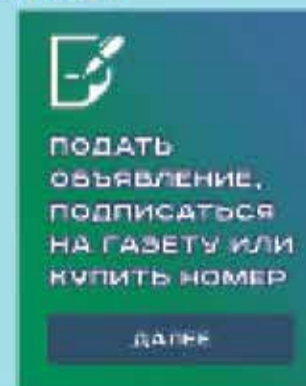 ПОДАТЬ
ОБЪЯВЛЕНИЕ,
ПОДПИСАТЬСЯ
НА ГАЗЕТУ ИЛИ
КУПИТЬ НОМЕР
ДАЛЕЕ